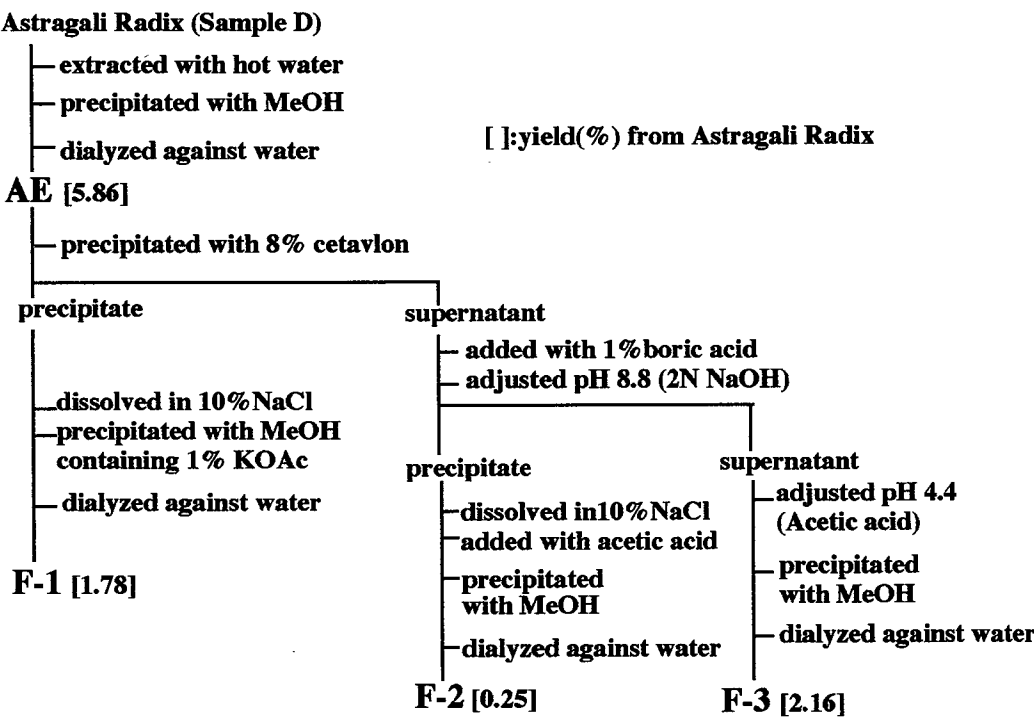 Astragali Radix (Sample D)
extracted with hot water
precipitated with MeOH
dialyzed against water
[ ]:yield(%) from Astragali Radix
AE [5.86]
precipitated with 8% cetavlon
precipitate
dissolved in 10%NaCl
precipitated with MeOH
containing 1% KOAc
dialyzed against water
F-1 [1.78]
supernatant
added with 1%boric acid
adjusted pH 8.8 (2N NaOH)
precipitate
dissolved in10%NaCl
added with acetic acid
precipitated
with MeOH
dialyzed against water
F-2 [0.25]
supernatant
adjusted pH 4.4
(Acetic acid)
precipitated
with MeOH
dialyzed against water
F-3 [2.16]